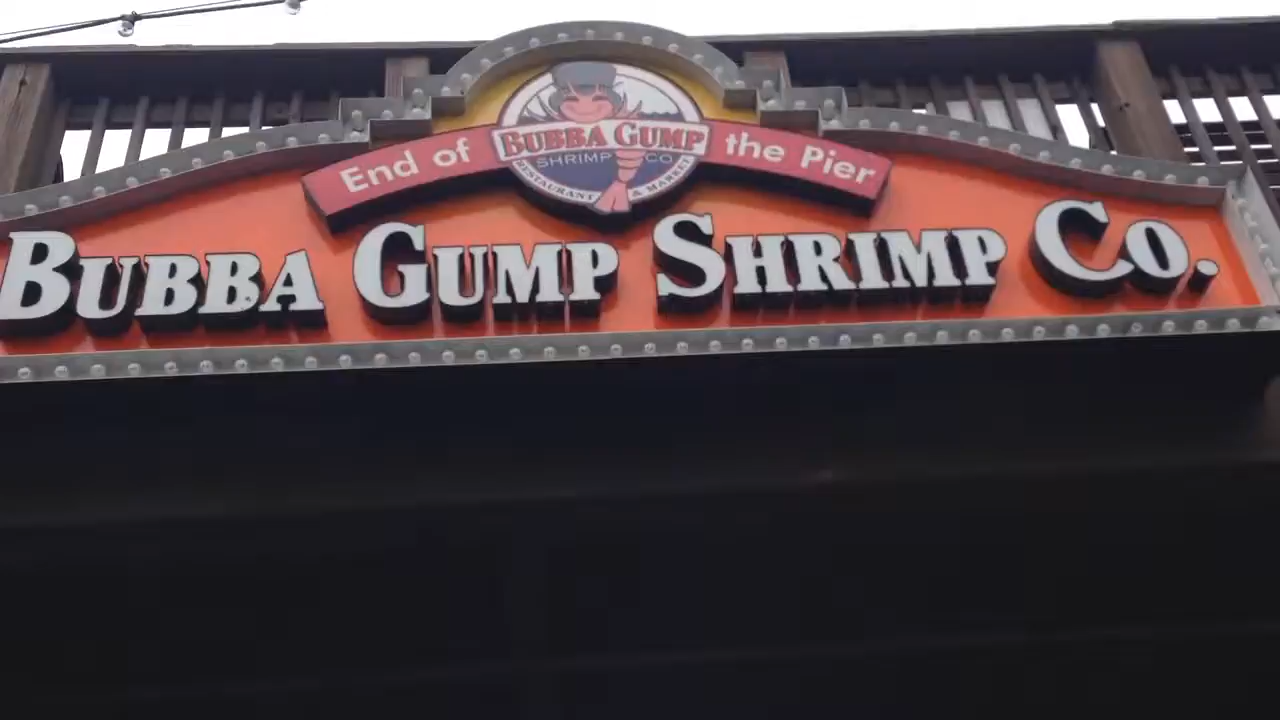 End of the Pier
BUBBA GUMP
SHRIMP CO
RESTAURANT & MARKET
BUBBA GUMP SHRIMP CO.